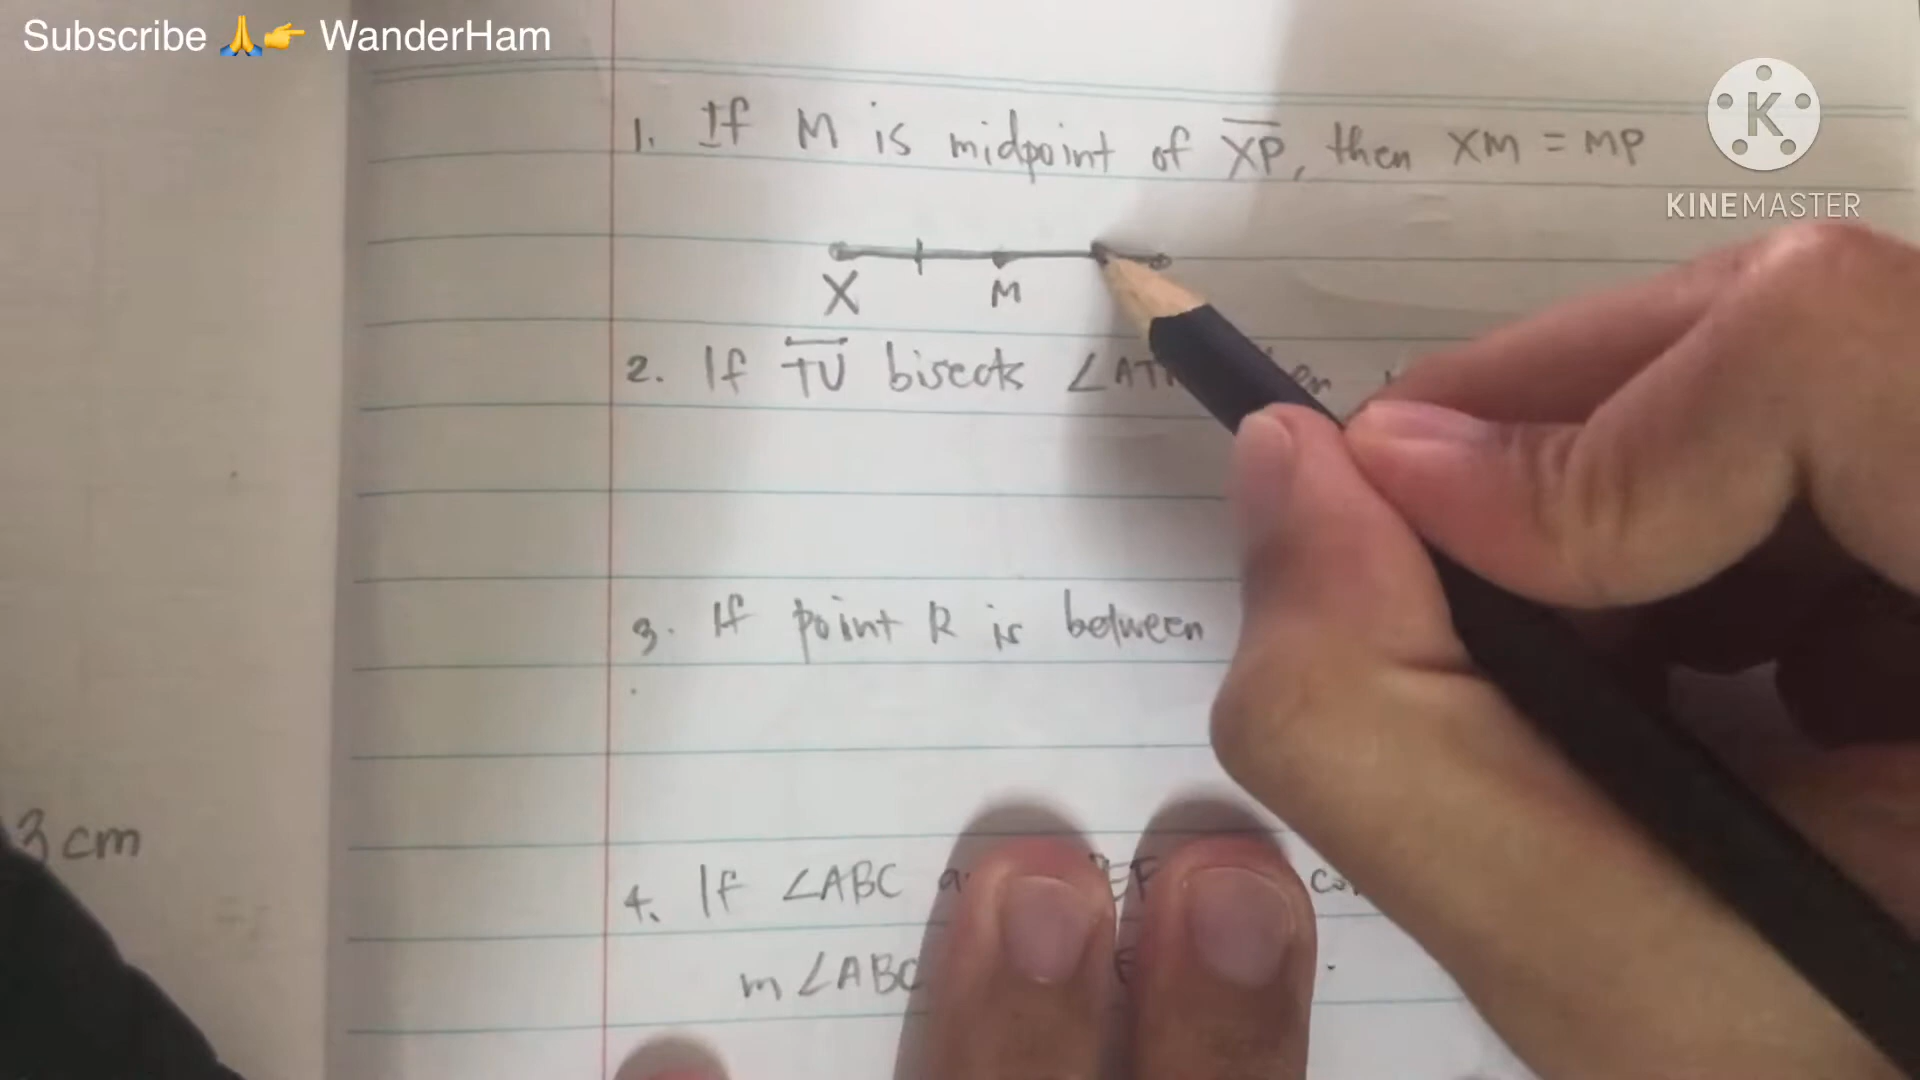 Subscribe 🙏👉 WanderHam
K
KINEMASTER
1. If M is midpoint of XP, then XM = MP
X M
2. If TU bisects ∠AT
3. If point R is between
4. If ∠ABC
m∠ABC
3 cm